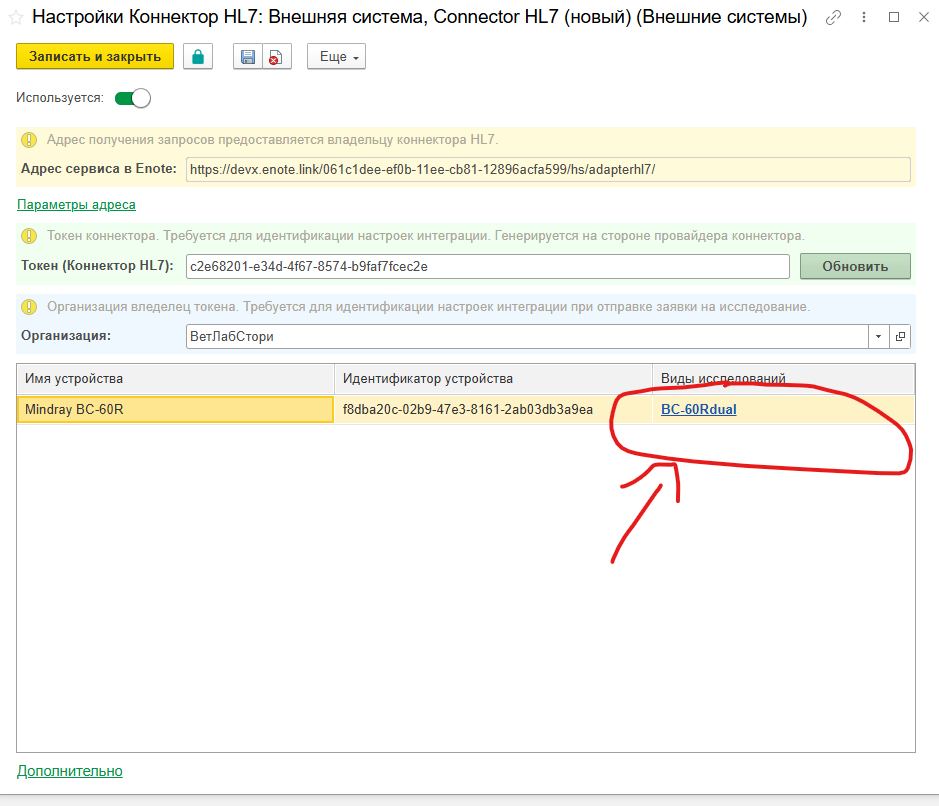 Настройки Коннектор HL7: Внешняя система, Connector HL7 (новый) (Внешние системы)
Записать и закрыть
Еще
Используется:
Адрес получения запросов предоставляется владельцу коннектора HL7.
Адрес сервиса в Enote: https://devx.enote.link/061c1dee-ef0b-11ee-cb81-12896acfa599/hs/adapterhl7/
Параметры адреса
Токен коннектора. Требуется для идентификации настроек интеграции. Генерируется на стороне провайдера коннектора.
Токен (Коннектор HL7): c2e68201-e34d-4f67-8574-b9faf7fcec2e Обновить
Организация владелец токена. Требуется для идентификации настроек интеграции при отправке заявки на исследование.
Организация: ВетЛабСтори
Имя устройства Идентификатор устройства Виды исследований
Mindray BC-60R f8dba20c-02b9-47e3-8161-2ab03db3a9ea BC-60Rdual
Дополнительно